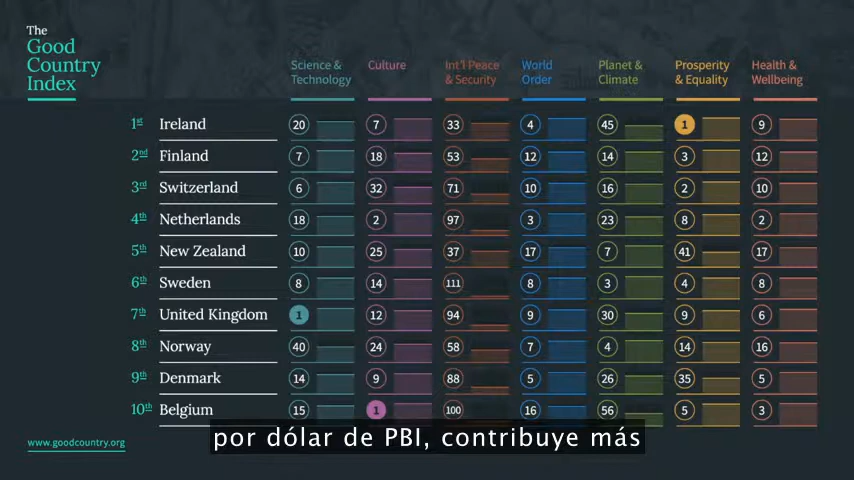 The
Good
Country
Index
Science & Technology Culture Int'l Peace & Security World Order Planet & Climate Prosperity & Equality Health & Wellbeing
1st Ireland 20 7 33 4 45 1 9
2nd Finland 7 18 53 12 14 3 12
3rd Switzerland 6 32 71 10 16 2 10
4th Netherlands 18 2 97 3 23 8 2
5th New Zealand 10 25 37 17 7 41 17
6th Sweden 8 14 111 8 3 4 8
7th United Kingdom 1 12 94 9 30 9 6
8th Norway 40 24 58 7 4 14 16
9th Denmark 14 9 88 5 26 35 5
10th Belgium 15 1 100 16 56 5 3
www.goodcountry.org
por dólar de PBI, contribuye más